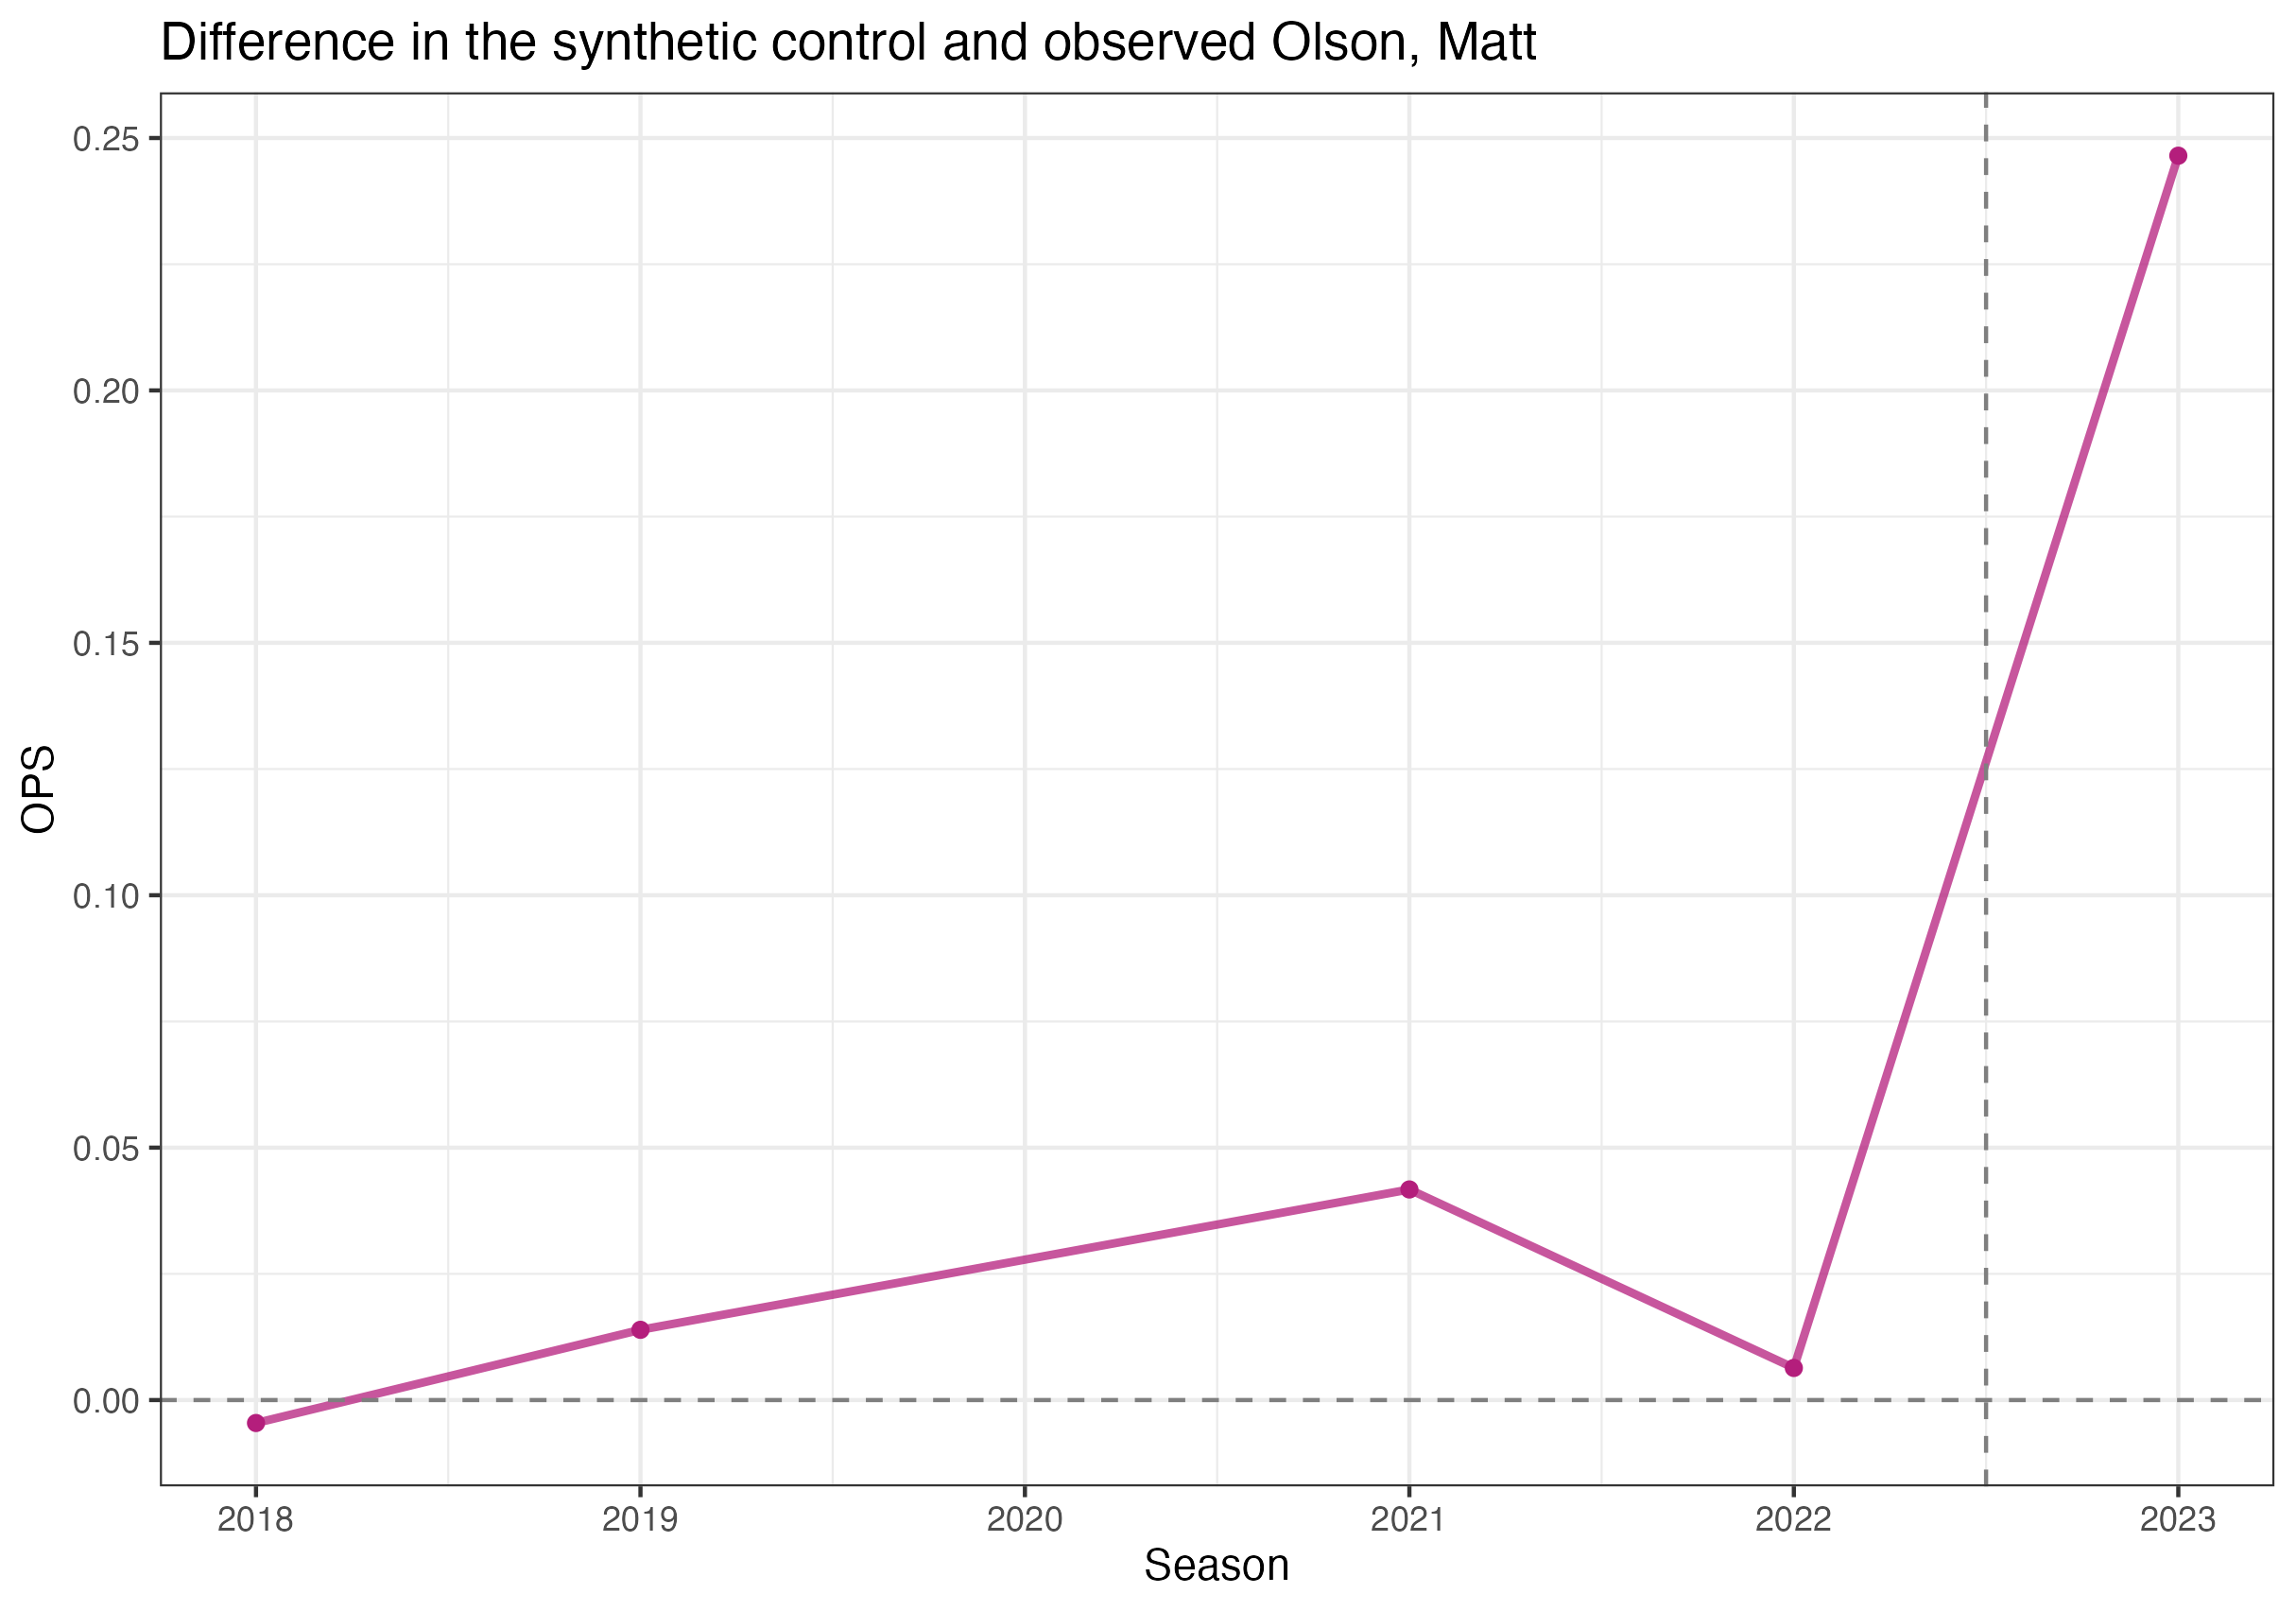 Difference in the synthetic control and observed Olson, Matt
0.25
0.20
0.15
0.10
0.05
0.00
OPS
2018 2019 2020 2021 2022 2023
Season